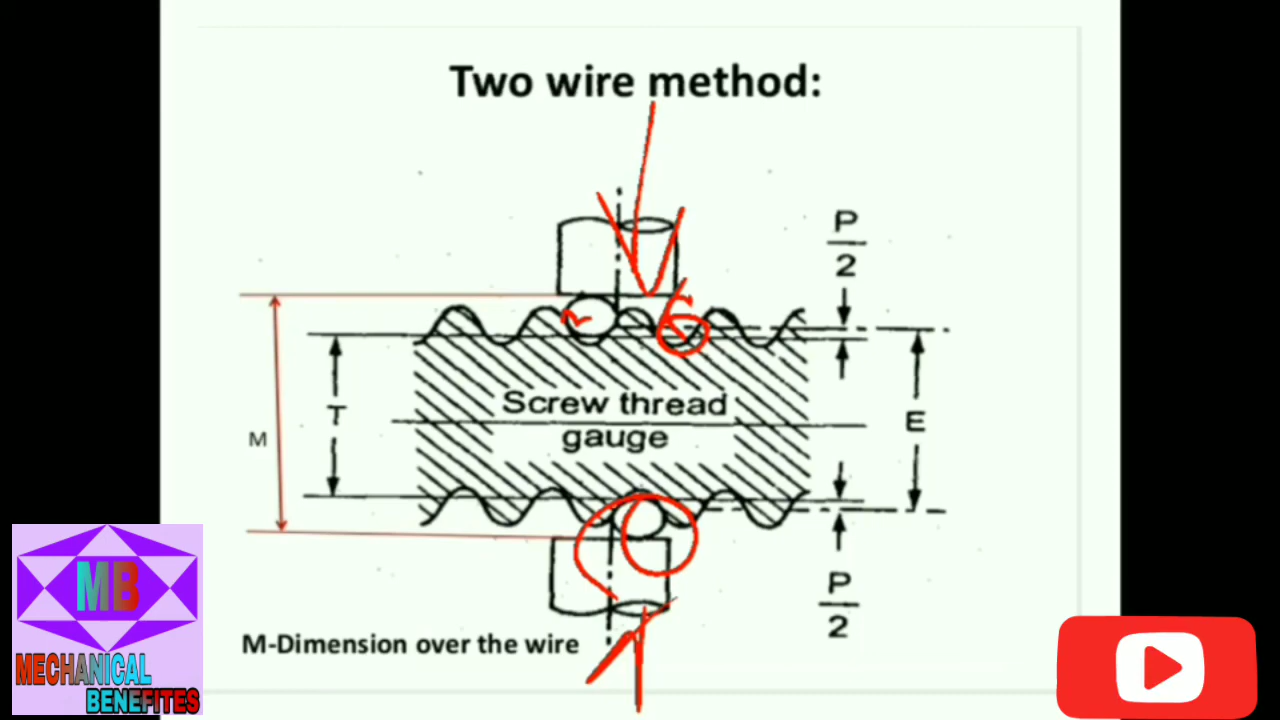 Two wire method:
P
2
Screw thread
gauge
T
M
E
P
2
M-Dimension over the wire
MB
MECHANICAL
BENEFITES